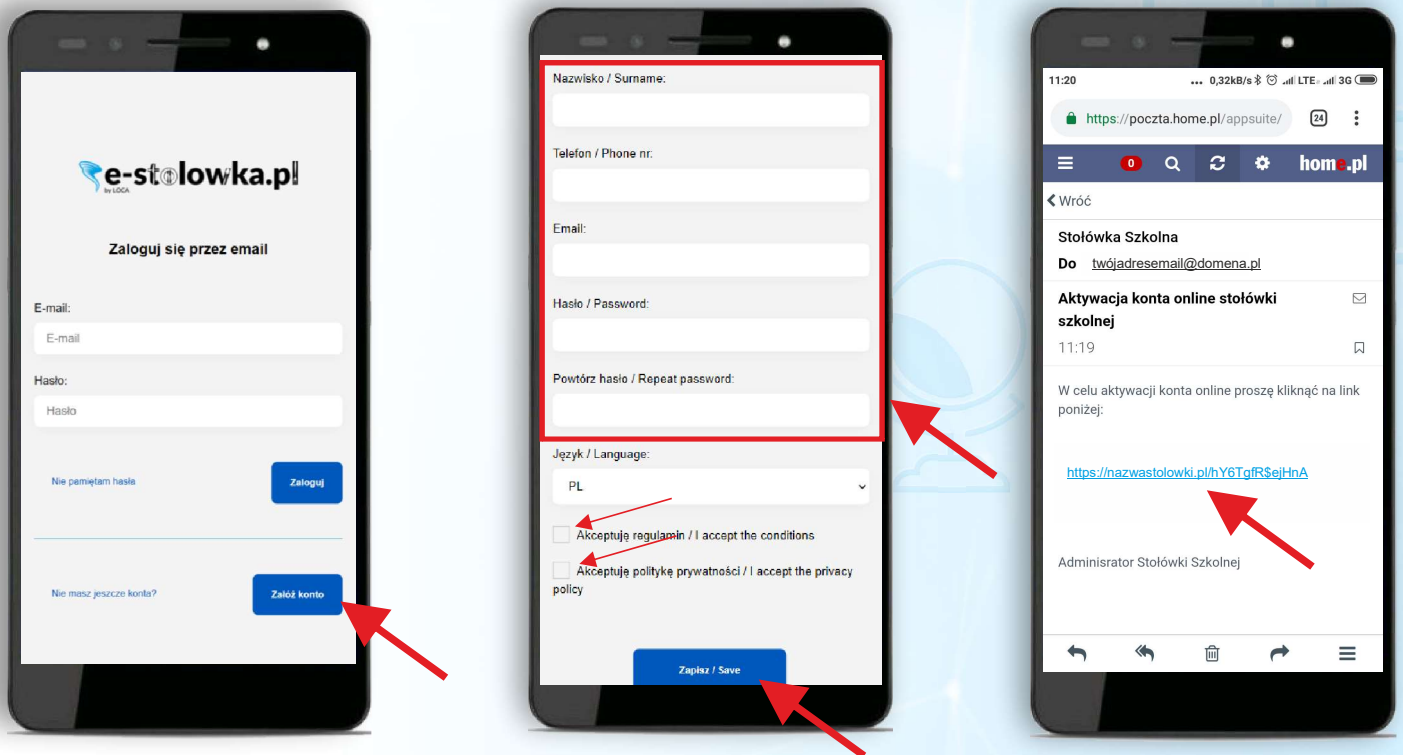 e-stolowka.pl
by LOCA
Zaloguj się przez email
E-mail:
E-mail
Hasło:
Hasło
Nie pamiętam hasła
Zaloguj
Nie masz jeszcze konta?
Załóż konto
Nazwisko / Surname:
Telefon / Phone nr:
Email:
Hasło / Password:
Powtórz hasło / Repeat password:
Język / Language:
PL
Akceptuję regulamin / I accept the conditions
Akceptuję politykę prywatności / I accept the privacy
policy
Zapisz / Save
11:20
... 0,32kB/s LTE 3G
https://poczta.home.pl/appsuite/
24
0
home.pl
Wróć
Stołówka Szkolna
Do twójadresemail@domena.pl
Aktywacja konta online stołówki
szkolnej
11:19
W celu aktywacji konta online proszę kliknąć na link
poniżej:
https://nazwastolowki.pl/hY6TgfR$ejHnA
Adminisrator Stołówki Szkolnej